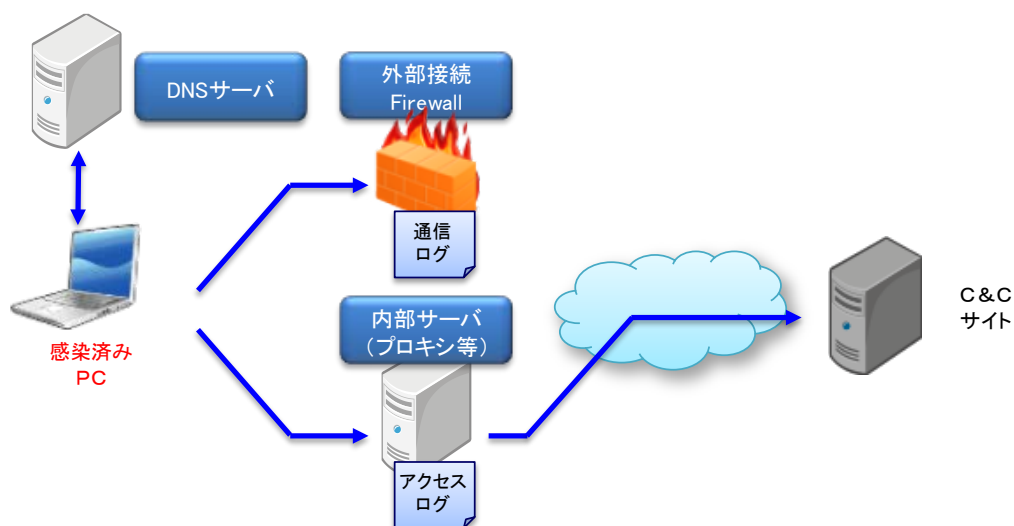 DNSサーバ
外部接続
Firewall
通信
ログ
感染済み
PC
内部サーバ
(プロキシ等)
アクセス
ログ
C&C
サイト